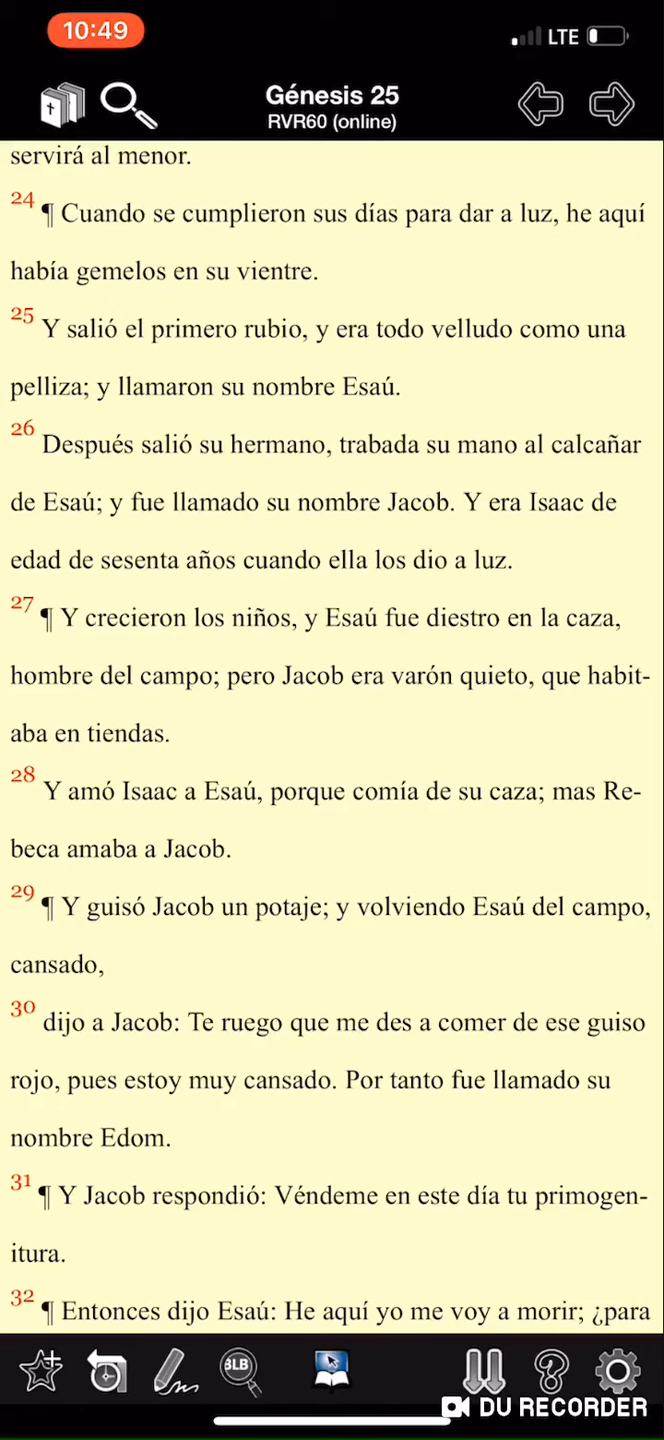 10:49
LTE
Génesis 25
RVR60 (online)
servirá al menor.
24 ¶ Cuando se cumplieron sus días para dar a luz, he aquí
había gemelos en su vientre.
25 Y salió el primero rubio, y era todo velludo como una
pelliza; y llamaron su nombre Esaú.
26 Después salió su hermano, trabada su mano al calcañar
de Esaú; y fue llamado su nombre Jacob. Y era Isaac de
edad de sesenta años cuando ella los dio a luz.
27 ¶ Y crecieron los niños, y Esaú fue diestro en la caza,
hombre del campo; pero Jacob era varón quieto, que habit-
aba en tiendas.
28 Y amó Isaac a Esaú, porque comía de su caza; mas Re-
beca amaba a Jacob.
29 ¶ Y guisó Jacob un potaje; y volviendo Esaú del campo,
cansado,
30 dijo a Jacob: Te ruego que me des a comer de ese guiso
rojo, pues estoy muy cansado. Por tanto fue llamado su
nombre Edom.
31 ¶ Y Jacob respondió: Véndeme en este día tu primogen-
itura.
32 ¶ Entonces dijo Esaú: He aquí yo me voy a morir; ¿para
BLB
DU RECORDER